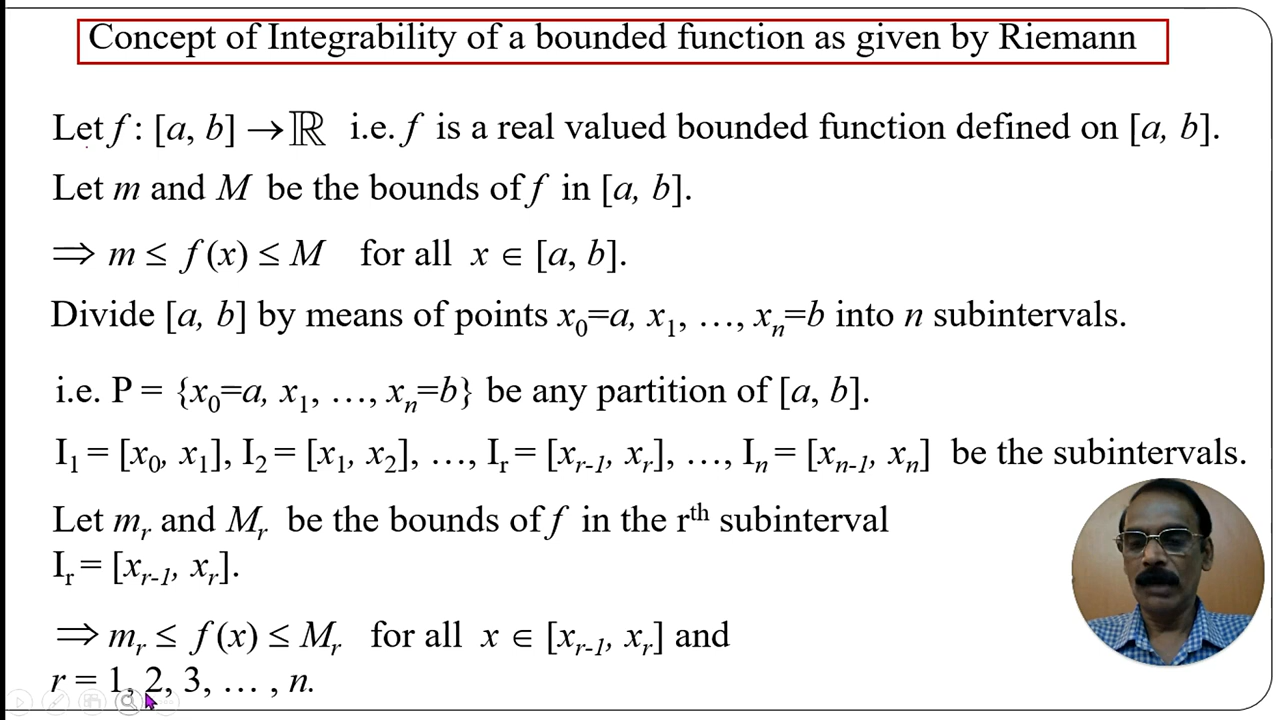 Concept of Integrability of a bounded function as given by Riemann
Let f : [a, b] → ℝ i.e. f is a real valued bounded function defined on [a, b].
Let m and M be the bounds of f in [a, b].
⟹ m ≤ f (x) ≤ M for all x ∈ [a, b].
Divide [a, b] by means of points x₀=a, x₁, …, xₙ=b into n subintervals.
i.e. P = {x₀=a, x₁, …, xₙ=b} be any partition of [a, b].
I₁ = [x₀, x₁], I₂ = [x₁, x₂], …, Iᵣ = [xᵣ₋₁, xᵣ], …, Iₙ = [xₙ₋₁, xₙ] be the subintervals.
Let mᵣ and Mᵣ be the bounds of f in the rᵗʰ subinterval
Iᵣ = [xᵣ₋₁, xᵣ].
⟹ mᵣ ≤ f (x) ≤ Mᵣ for all x ∈ [xᵣ₋₁, xᵣ] and
r = 1, 2, 3, … , n.